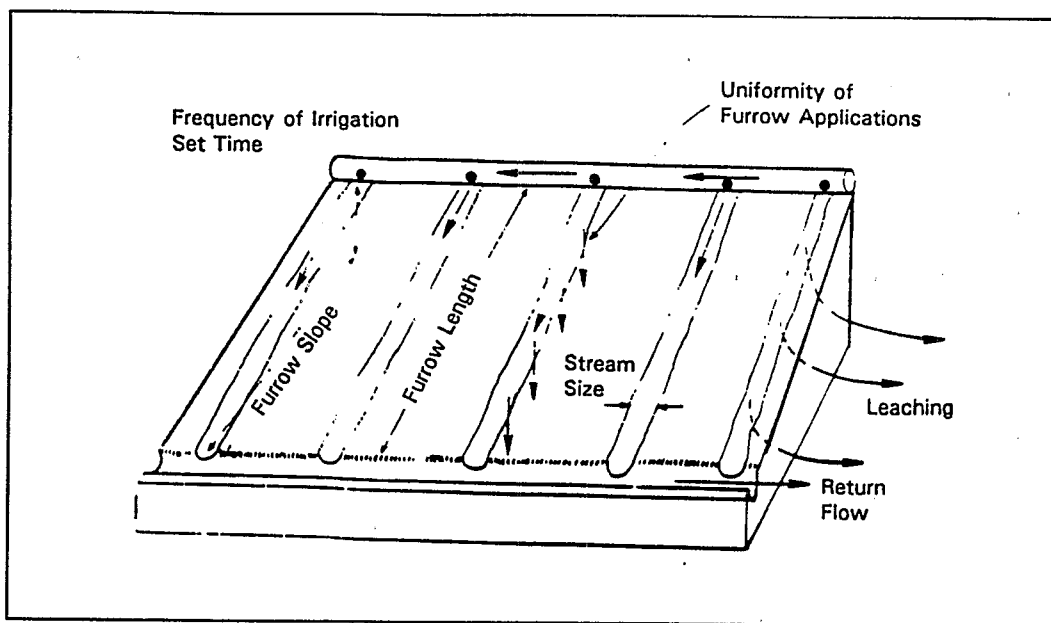 Frequency of Irrigation
Set Time
Uniformity of
Furrow Applications
Furrow Slope
Furrow Length
Stream
Size
Leaching
Return
Flow